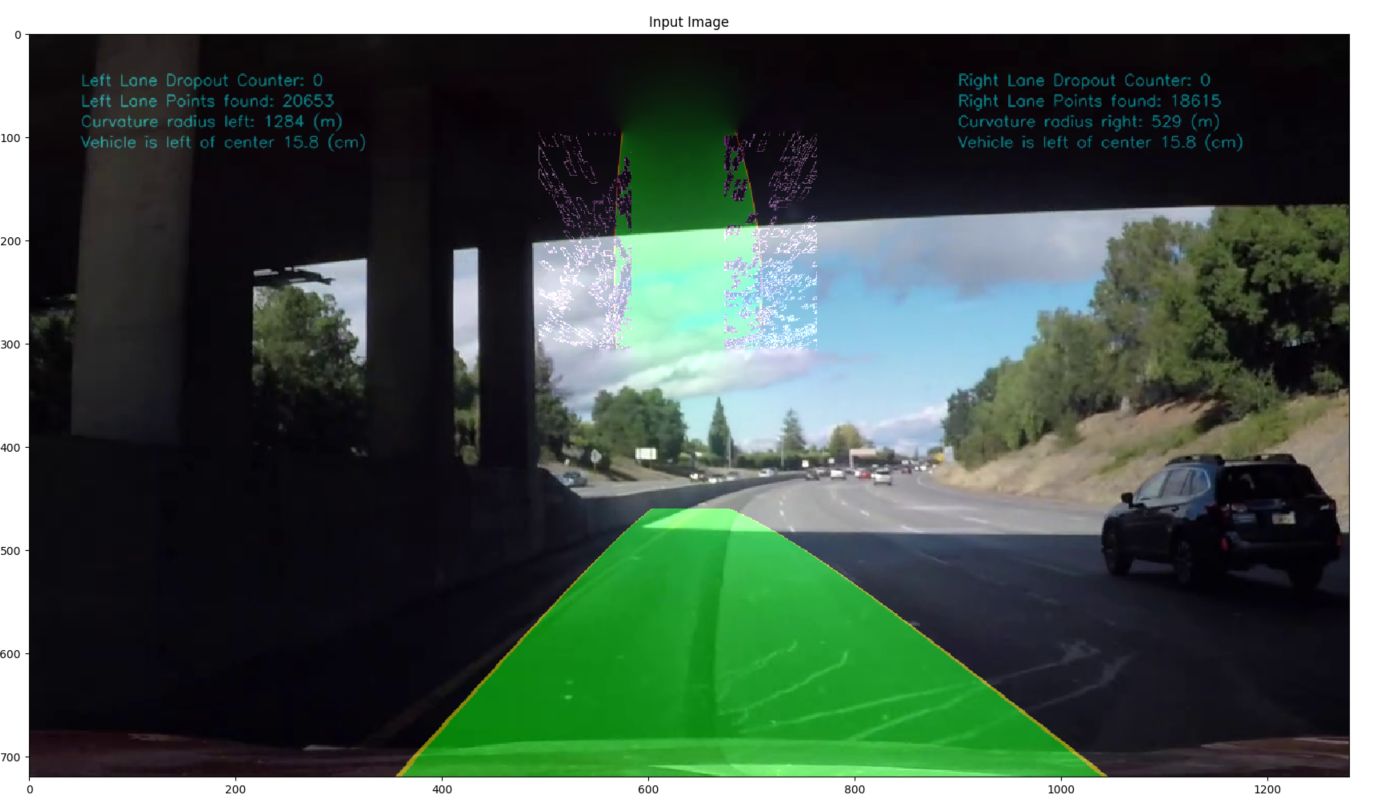 Input Image
Left Lane Dropout Counter: 0
Left Lane Points found: 20653
Curvature radius left: 1284 (m)
Vehicle is left of center 15.8 (cm)
Right Lane Dropout Counter: 0
Right Lane Points found: 18615
Curvature radius right: 529 (m)
Vehicle is left of center 15.8 (cm)
0
100
200
300
400
500
600
700
0 200 400 600 800 1000 1200